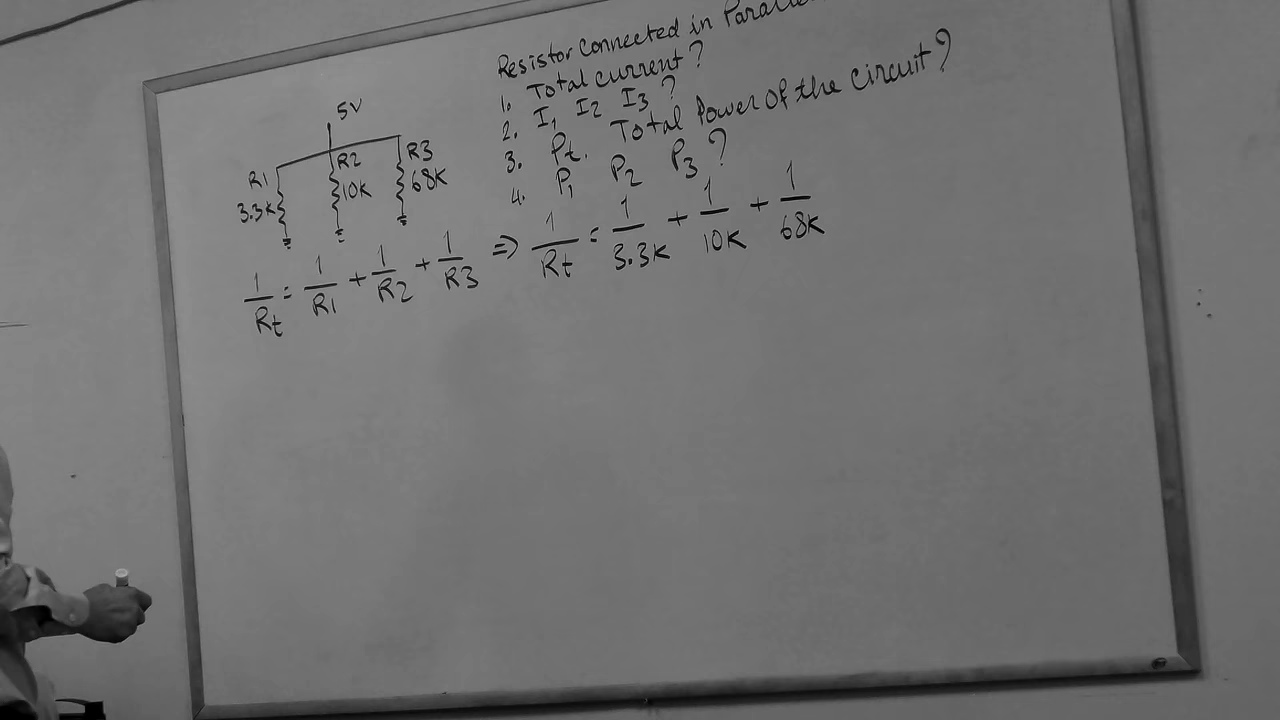 Resistor connected in
1. Total current?
2. I1 I2 I3 ?
3. Pt. Total Power of the circuit?
4. P1 P2 P3 ?
5V
R1 R2 R3
3.3K 10K 68K
1/Rt = 1/R1 + 1/R2 + 1/R3 => 1/Rt = 1/3.3K + 1/10K + 1/68K